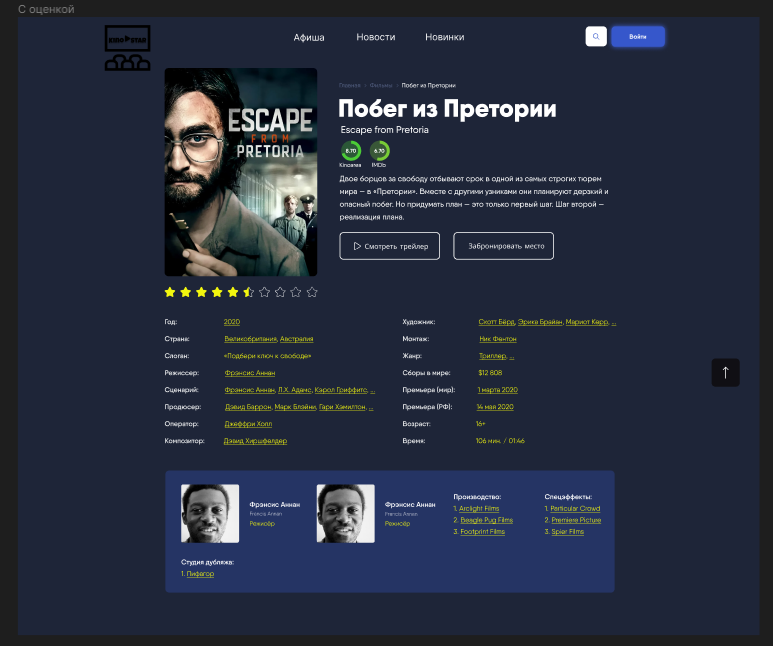 С оценкой
KINO STAR
Афиша Новости Новинки
Войти
Главная Фильмы Побег из Претории
Побег из Претории
Escape from Pretoria
8.70 6.70
Kinoarea IMDb
Двое борцов за свободу отбывают срок в одной из самых строгих тюрем
мира — в «Претории». Вместе с другими узниками они планируют дерзкий и
опасный побег. Но придумать план — это только первый шаг. Шаг второй —
реализация плана.
Смотреть трейлер Забронировать место
ESCAPE
FROM
PRETORIA
Год: 2020
Страна: Великобритания, Австралия
Слоган: «Подбери ключ к свободе»
Режиссер: Фрэнсис Аннан
Сценарий: Фрэнсис Аннан, Л.Х. Адамс, Кэрол Гриффитс, ...
Продюсер: Дэвид Баррон, Марк Блэйни, Гари Хэмилтон, ...
Оператор: Джеффри Холл
Композитор: Дэвид Хиршфелдер
Художник: Скотт Бёрд, Эрике Брайэн, Мариот Керр, ...
Монтаж: Ник Фентон
Жанр: Триллер, ...
Сборы в мире: $12 808
Премьера (мир): 1 марта 2020
Премьера (РФ): 14 мая 2020
Возраст: 16+
Время: 106 мин. / 01:46
Фрэнсис Аннан
Francis Annan
Режисёр
Фрэнсис Аннан
Francis Annan
Режисёр
Производство:
1. Arclight Films
2. Beagle Pug Films
3. Footprint Films
Спецэффекты:
1. Particular Crowd
2. Premiere Picture
3. Spier Films
Студия дубляжа:
1. Пифагор